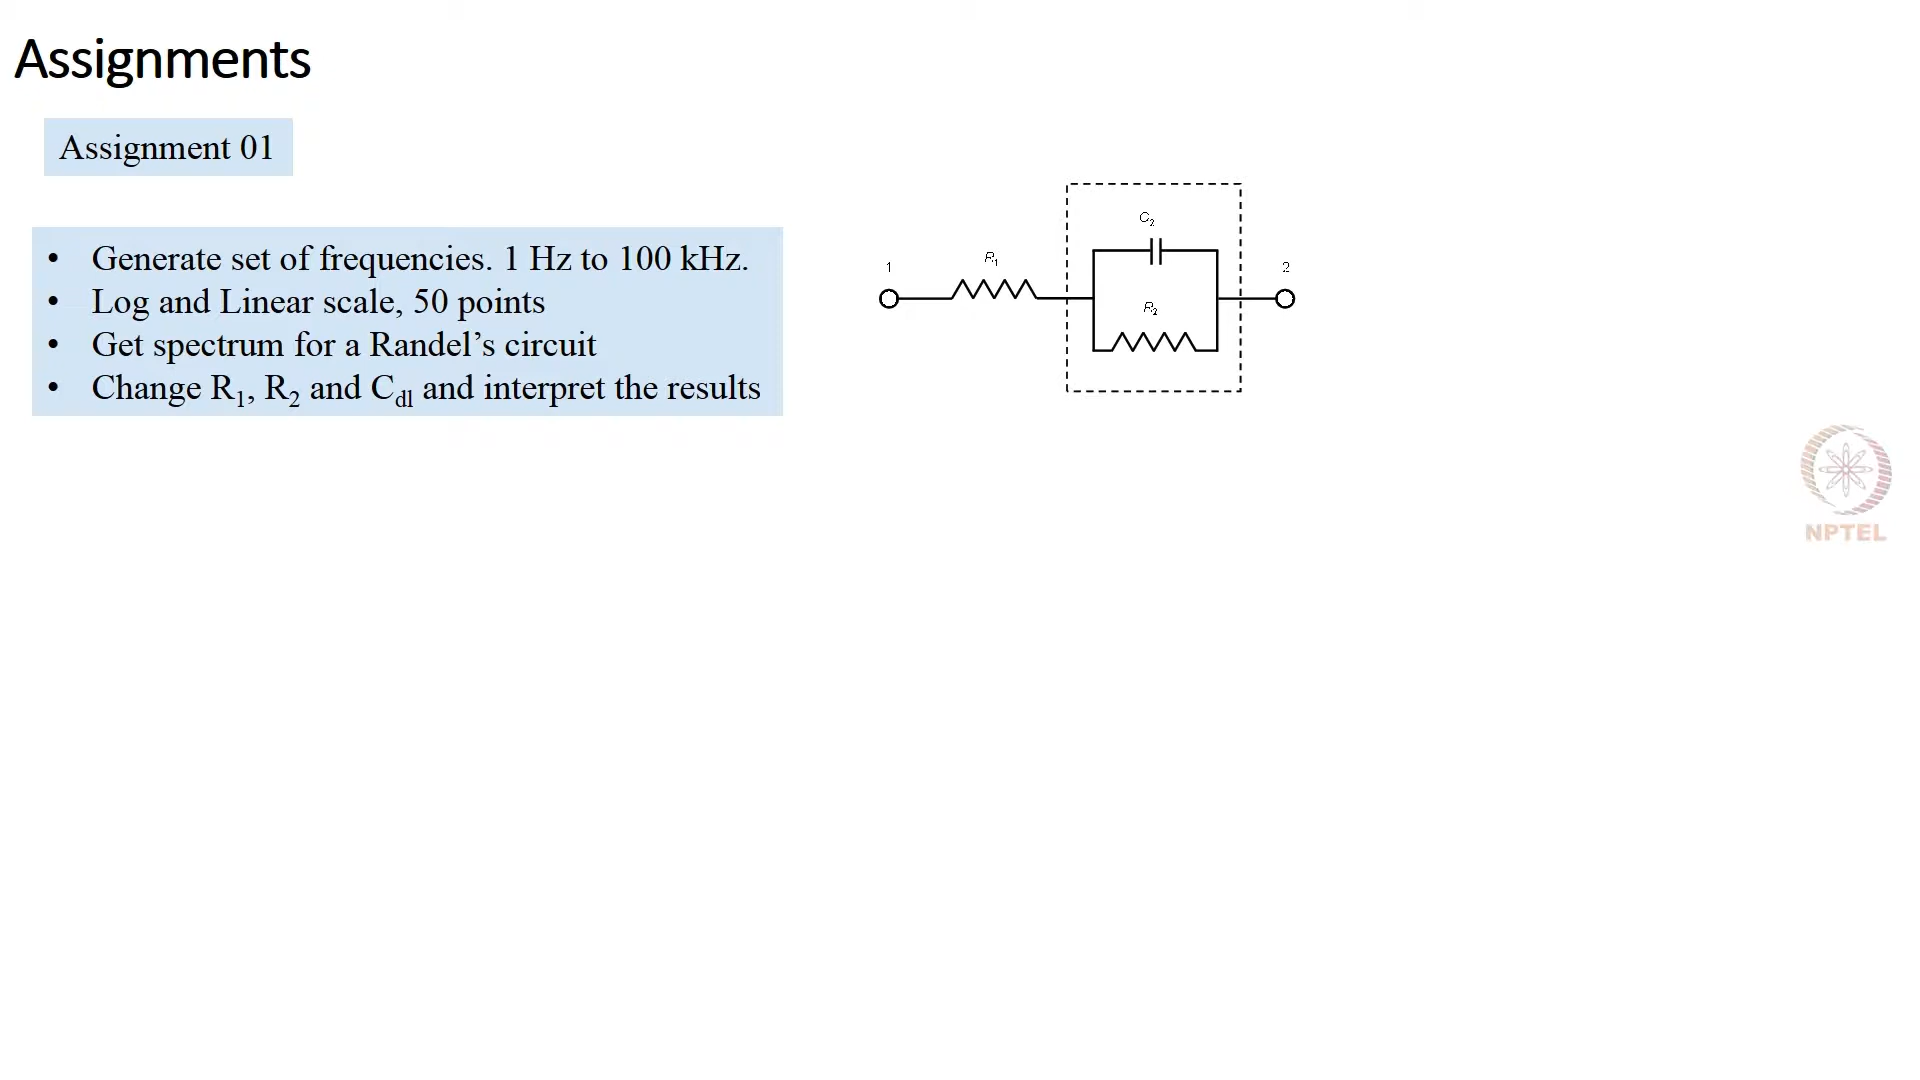 Assignments
Assignment 01
• Generate set of frequencies. 1 Hz to 100 kHz.
• Log and Linear scale, 50 points
• Get spectrum for a Randel’s circuit
• Change R₁, R₂ and Cdl and interpret the results
C₂
R₁
1
2
R₂
NPTEL